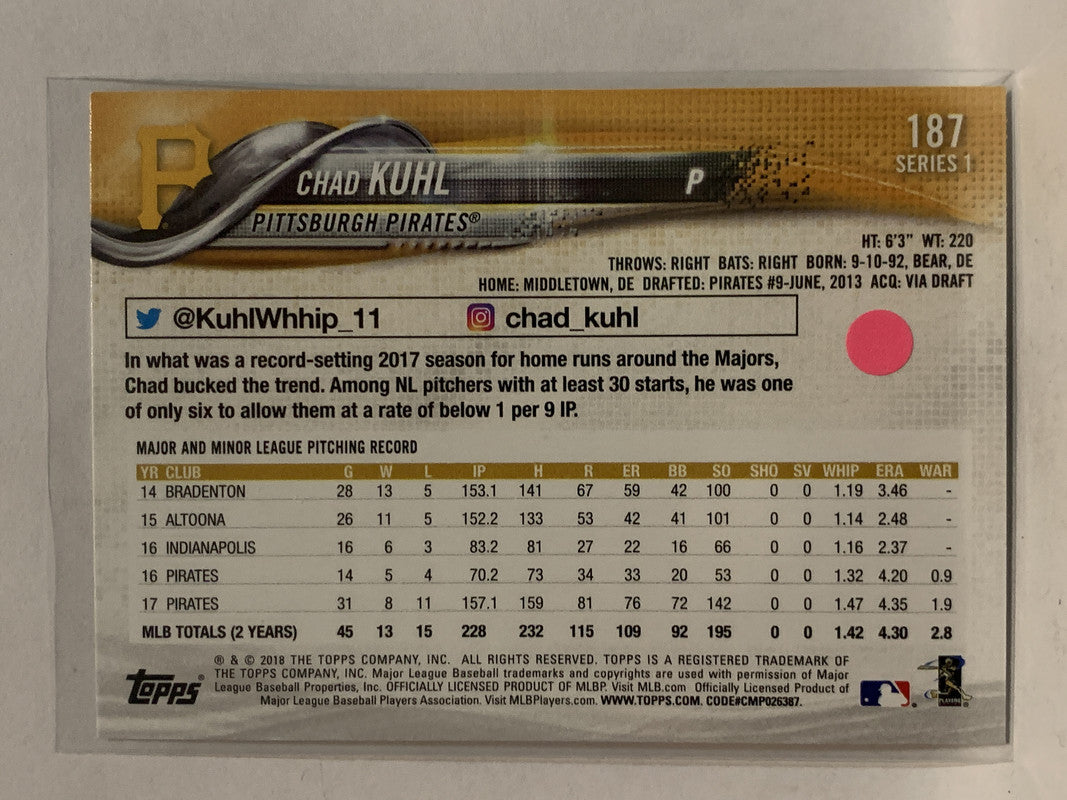 P
187
SERIES 1
CHAD KUHL P
PITTSBURGH PIRATES®
HT: 6'3" WT: 220
THROWS: RIGHT BATS: RIGHT BORN: 9-10-92, BEAR, DE
HOME: MIDDLETOWN, DE DRAFTED: PIRATES #9-JUNE, 2013 ACQ: VIA DRAFT
@KuhlWhhip_11 chad_kuhl
In what was a record-setting 2017 season for home runs around the Majors,
Chad bucked the trend. Among NL pitchers with at least 30 starts, he was one
of only six to allow them at a rate of below 1 per 9 IP.
MAJOR AND MINOR LEAGUE PITCHING RECORD
YR CLUB G W L IP H R ER BB SO SHO SV WHIP ERA WAR
14 BRADENTON 28 13 5 153.1 141 67 59 42 100 0 0 1.19 3.46 -
15 ALTOONA 26 11 5 152.2 133 53 42 41 101 0 0 1.14 2.48 -
16 INDIANAPOLIS 16 6 3 83.2 81 27 22 16 66 0 0 1.16 2.37 -
16 PIRATES 14 5 4 70.2 73 34 33 20 53 0 0 1.32 4.20 0.9
17 PIRATES 31 8 11 157.1 159 81 76 72 142 0 0 1.47 4.35 1.9
MLB TOTALS (2 YEARS) 45 13 15 228 232 115 109 92 195 0 0 1.42 4.30 2.8
® & © 2018 THE TOPPS COMPANY, INC. ALL RIGHTS RESERVED. TOPPS IS A REGISTERED TRADEMARK OF
THE TOPPS COMPANY, INC. Major League Baseball trademarks and copyrights are used with permission of Major
League Baseball Properties, Inc. OFFICIALLY LICENSED PRODUCT OF MLBP. Visit MLB.com Officially Licensed Product of
Major League Baseball Players Association. Visit MLBPlayers.com. WWW.TOPPS.COM. CODE#CMP026387.
topps®
PLAYERS